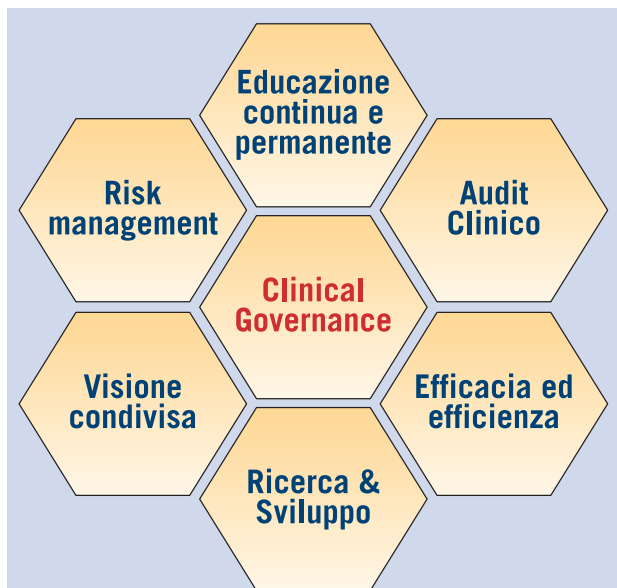 Educazione
continua e
permanente
Risk
management
Audit
Clinico
Clinical
Governance
Visione
condivisa
Efficacia ed
efficienza
Ricerca &
Sviluppo